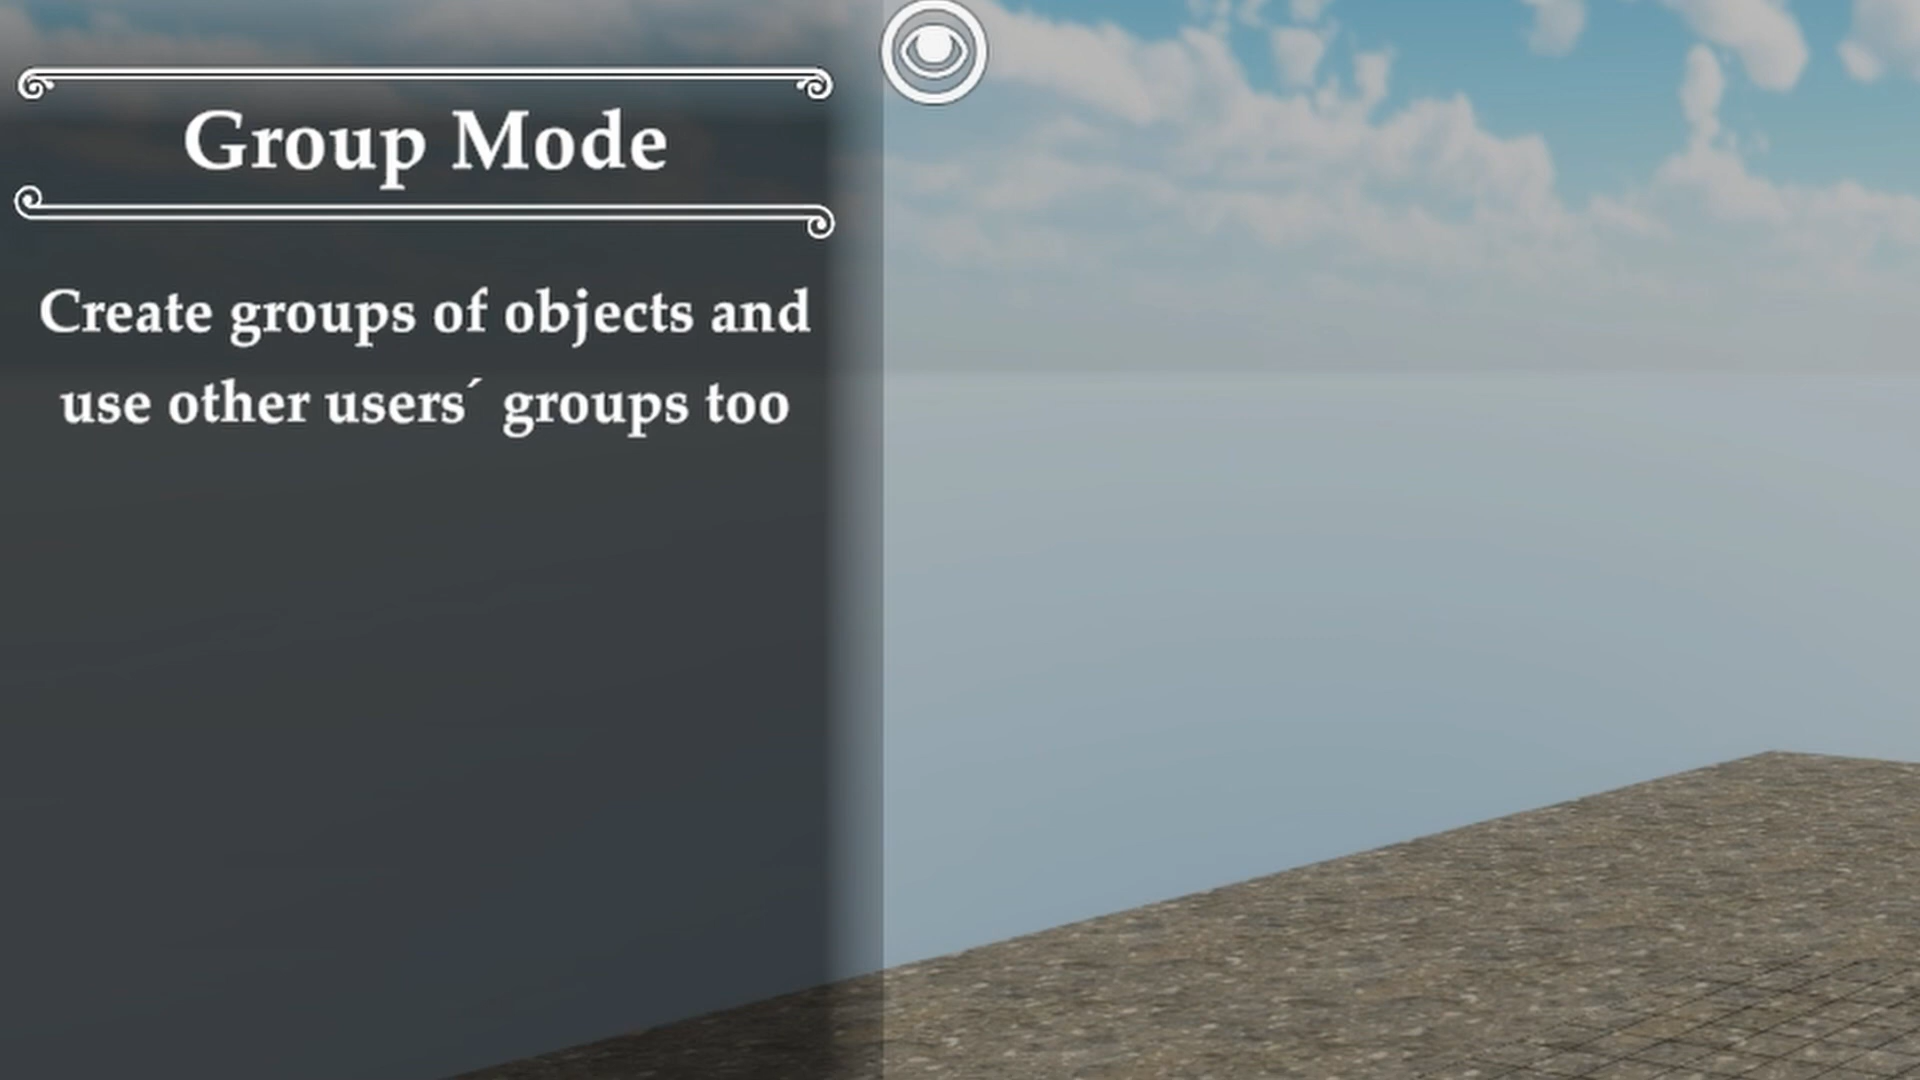 Group Mode
Create groups of objects and
use other users´ groups too